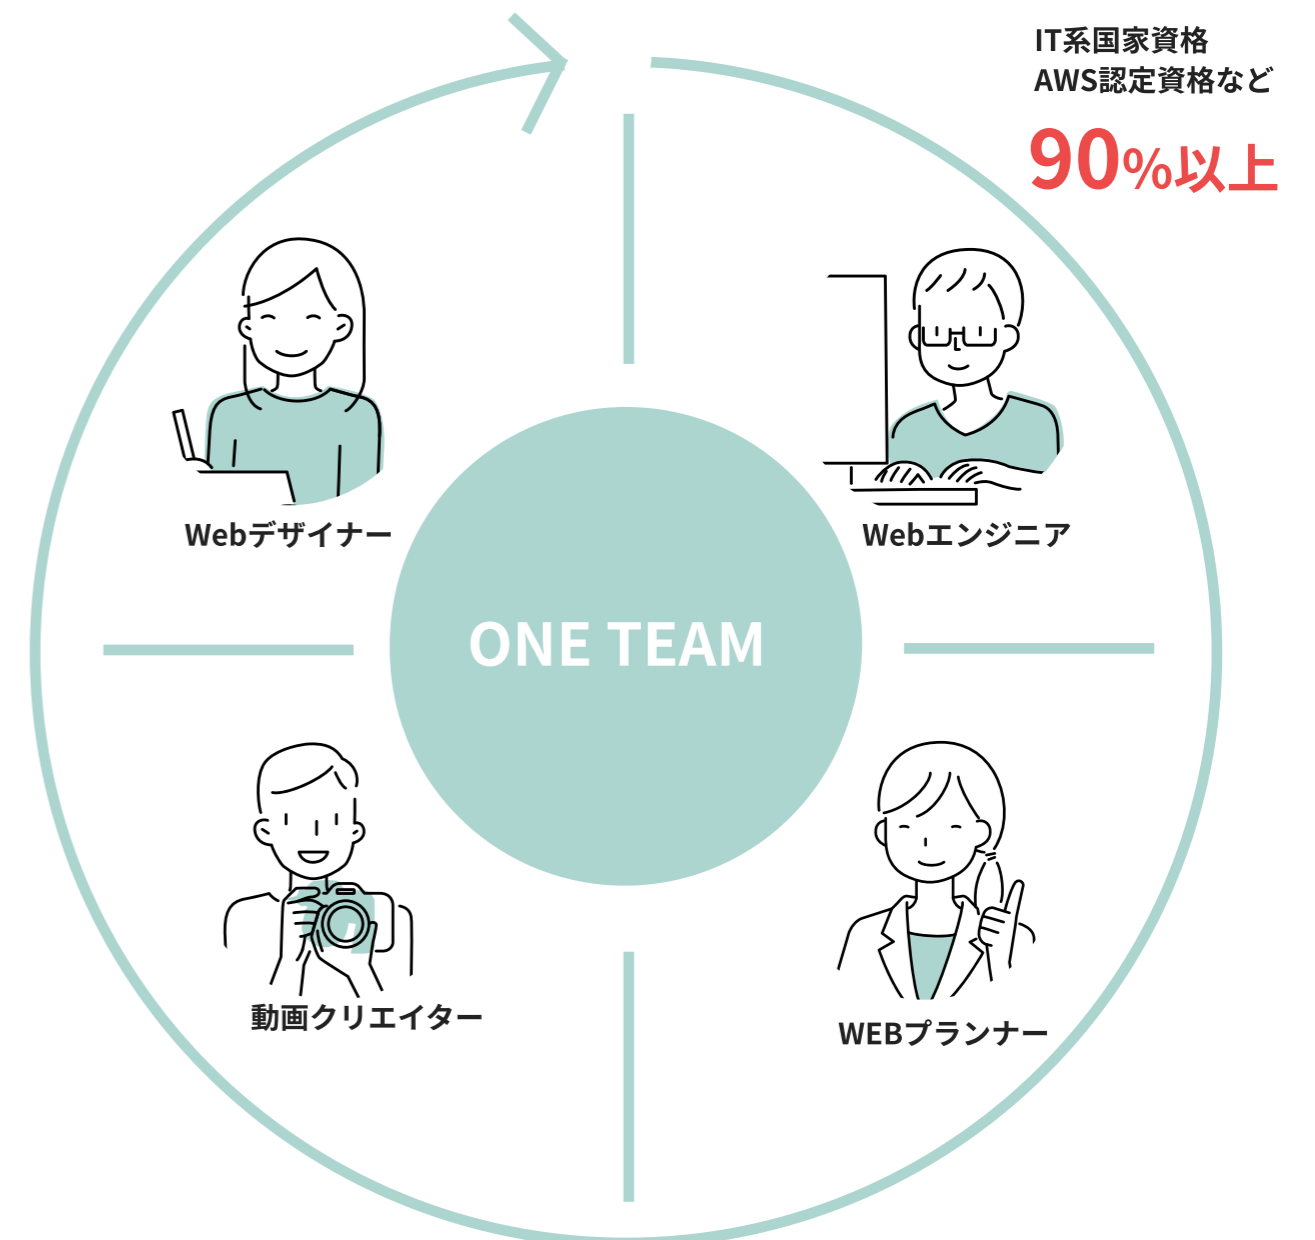 IT系国家資格
AWS認定資格など
90%以上
Webデザイナー
Webエンジニア
ONE TEAM
動画クリエイター
WEBプランナー